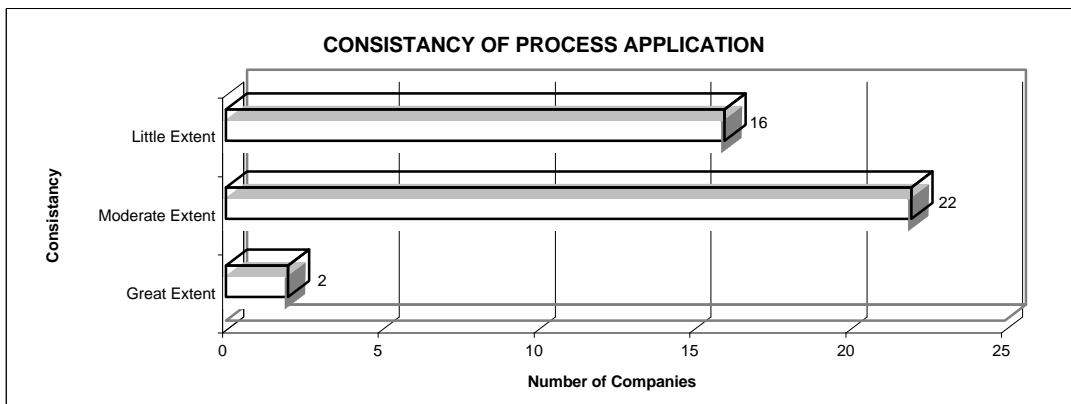 CONSISTANCY OF PROCESS APPLICATION
Consistancy
Little Extent
16
Moderate Extent
22
Great Extent
2
0 5 10 15 20 25
Number of Companies